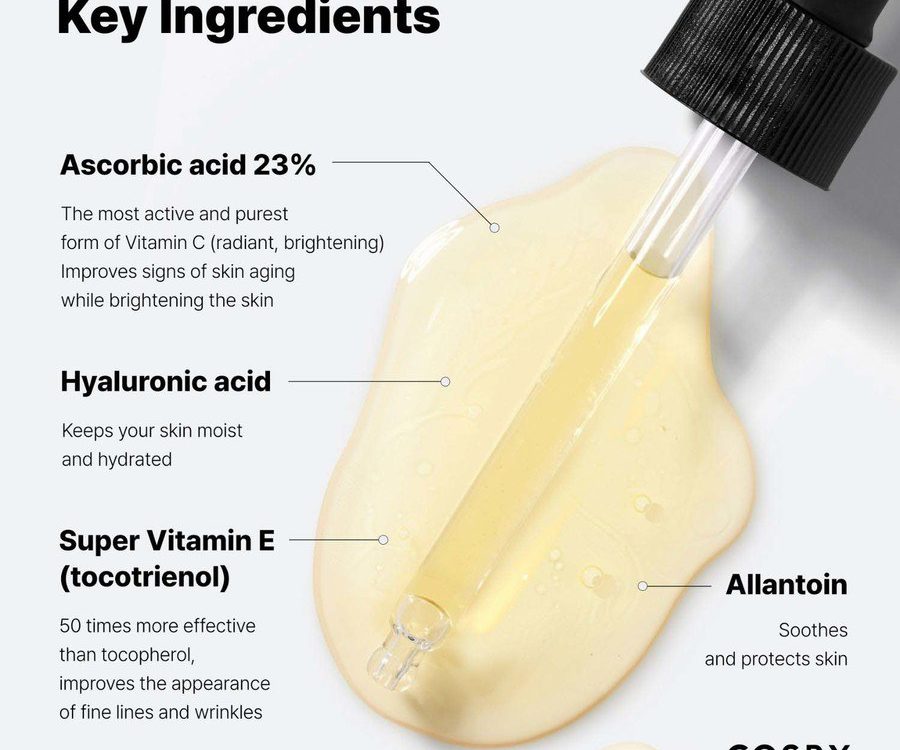 Key Ingredients
Ascorbic acid 23%
The most active and purest
form of Vitamin C (radiant, brightening)
Improves signs of skin aging
while brightening the skin
Hyaluronic acid
Keeps your skin moist
and hydrated
Super Vitamin E
(tocotrienol)
50 times more effective
than tocopherol,
improves the appearance
of fine lines and wrinkles
Allantoin
Soothes
and protects skin